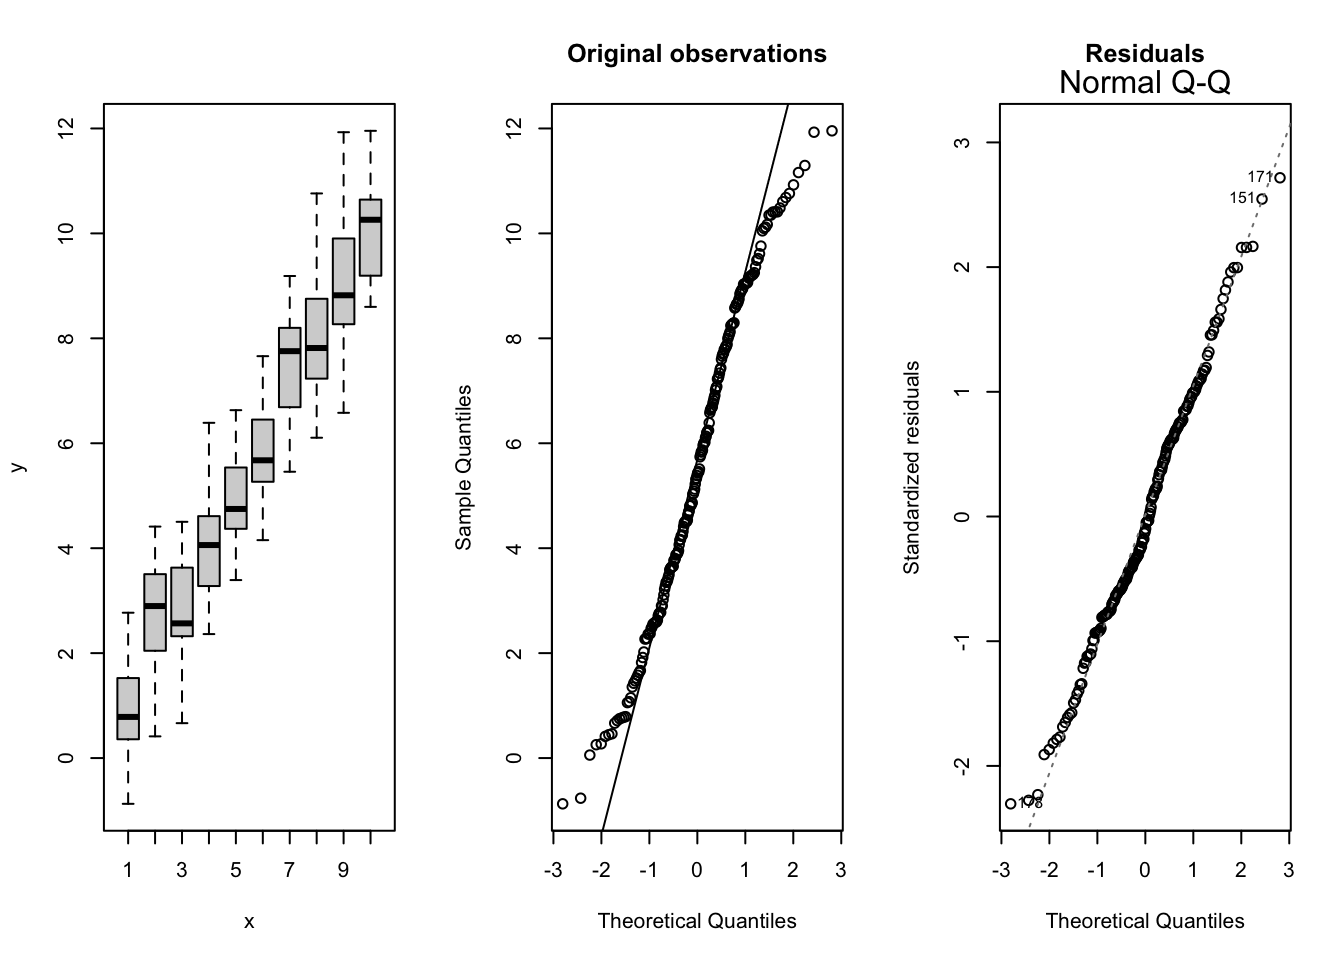 y
12
10
8
6
4
2
0
1 3 5 7 9
x
Original observations
Sample Quantiles
12
10
8
6
4
2
0
-3 -2 -1 0 1 2 3
Theoretical Quantiles
Residuals
Normal Q-Q
Standardized residuals
3
2
1
0
-1
-2
171
151
-3 -2 -1 0 1 2 3
Theoretical Quantiles